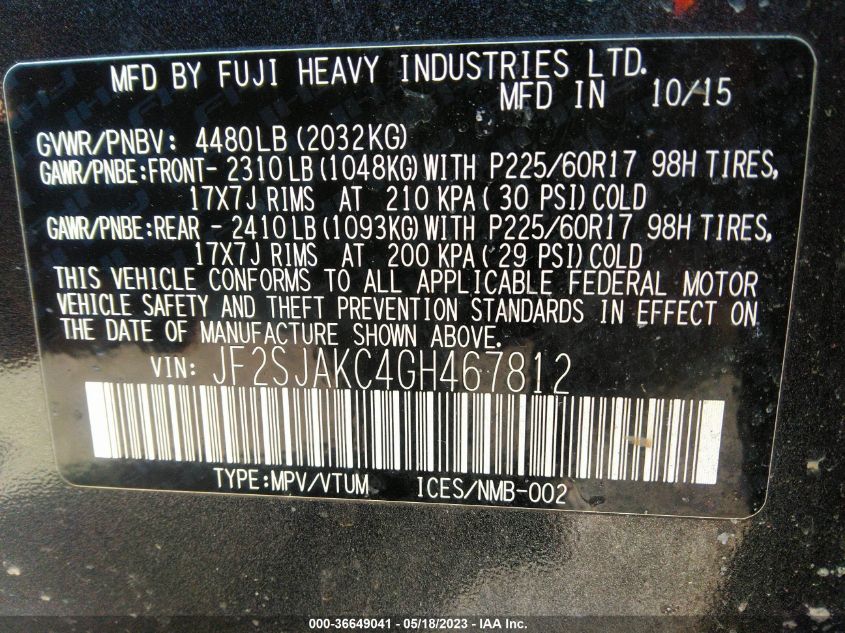 MFD BY FUJI HEAVY INDUSTRIES LTD.
MFD IN 10/15
GVWR/PNBV: 4480LB (2032KG)
GAWR/PNBE:FRONT- 2310LB (1048KG)WITH P225/60R17 98H TIRES,
17X7J RIMS AT 210 KPA( 30 PSI)COLD
GAWR/PNBE:REAR - 2410LB (1093KG)WITH P225/60R17 98H TIRES,
17X7J RIMS AT 200 KPA( 29 PSI)COLD
THIS VEHICLE CONFORMS TO ALL APPLICABLE FEDERAL MOTOR
VEHICLE SAFETY AND THEFT PREVENTION STANDARDS IN EFFECT ON
THE DATE OF MANUFACTURE SHOWN ABOVE.
VIN: JF2SJAKC4GH467812
TYPE:MPV/VTUM ICES/NMB-002
000-36649041 - 05/18/2023 - IAA Inc.